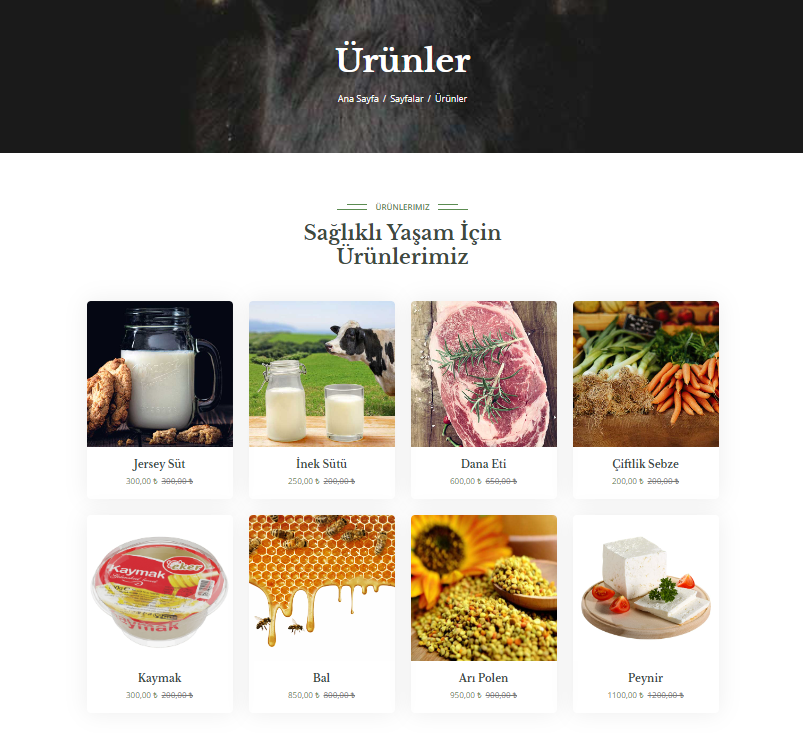 Ürünler
Ana Sayfa / Sayfalar / Ürünler
ÜRÜNLERIMIZ
Sağlıklı Yaşam İçin
Ürünlerimiz
Jersey Süt
300,00 ₺ 300,00 ₺
İnek Sütü
250,00 ₺ 200,00 ₺
Dana Eti
600,00 ₺ 650,00 ₺
Çiftlik Sebze
200,00 ₺ 200,00 ₺
eker
Kaymak
Kaymak
300,00 ₺ 200,00 ₺
Bal
850,00 ₺ 800,00 ₺
Arı Polen
950,00 ₺ 900,00 ₺
Peynir
1100,00 ₺ 1200,00 ₺